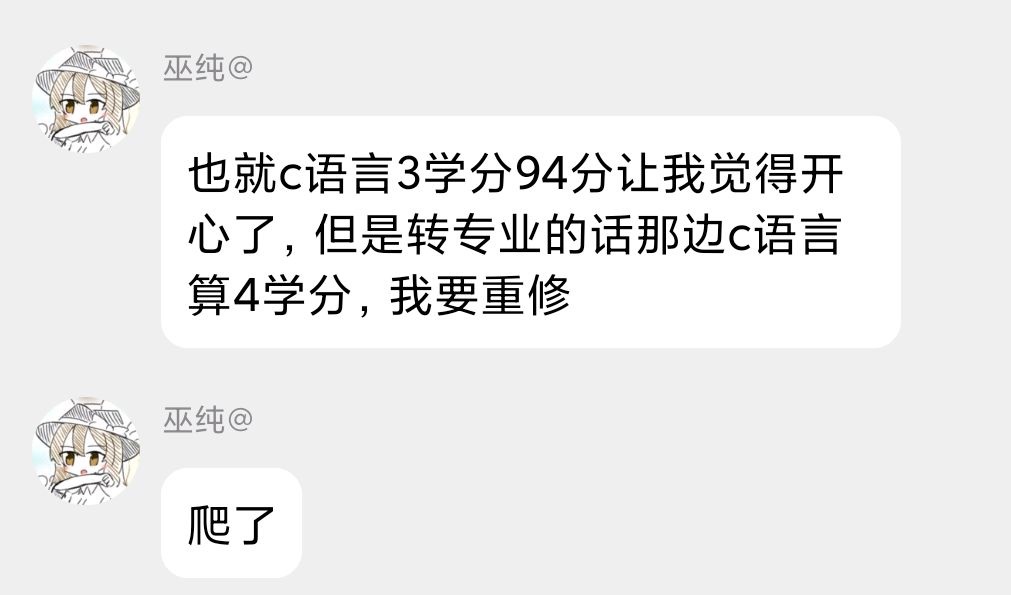 巫纯@
也就c语言3学分94分让我觉得开
心了，但是转专业的话那边c语言
算4学分，我要重修
巫纯@
爬了